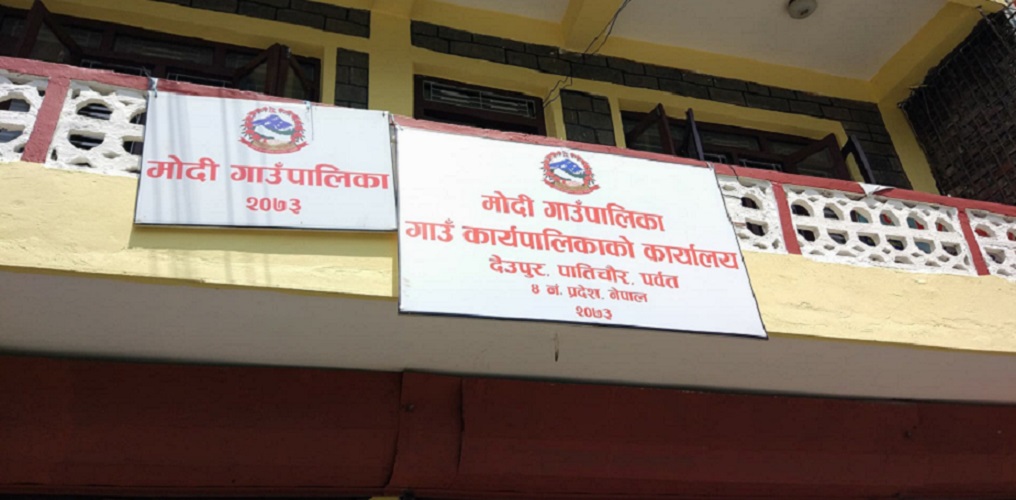 मोदी गाउँपालिका
२०७३
मोदी गाउँपालिका
गाउँ कार्यपालिकाको कार्यालय
दैउपुर, पातिचौर, पर्वत
४ नं. प्रदेश, नेपाल
२०७३